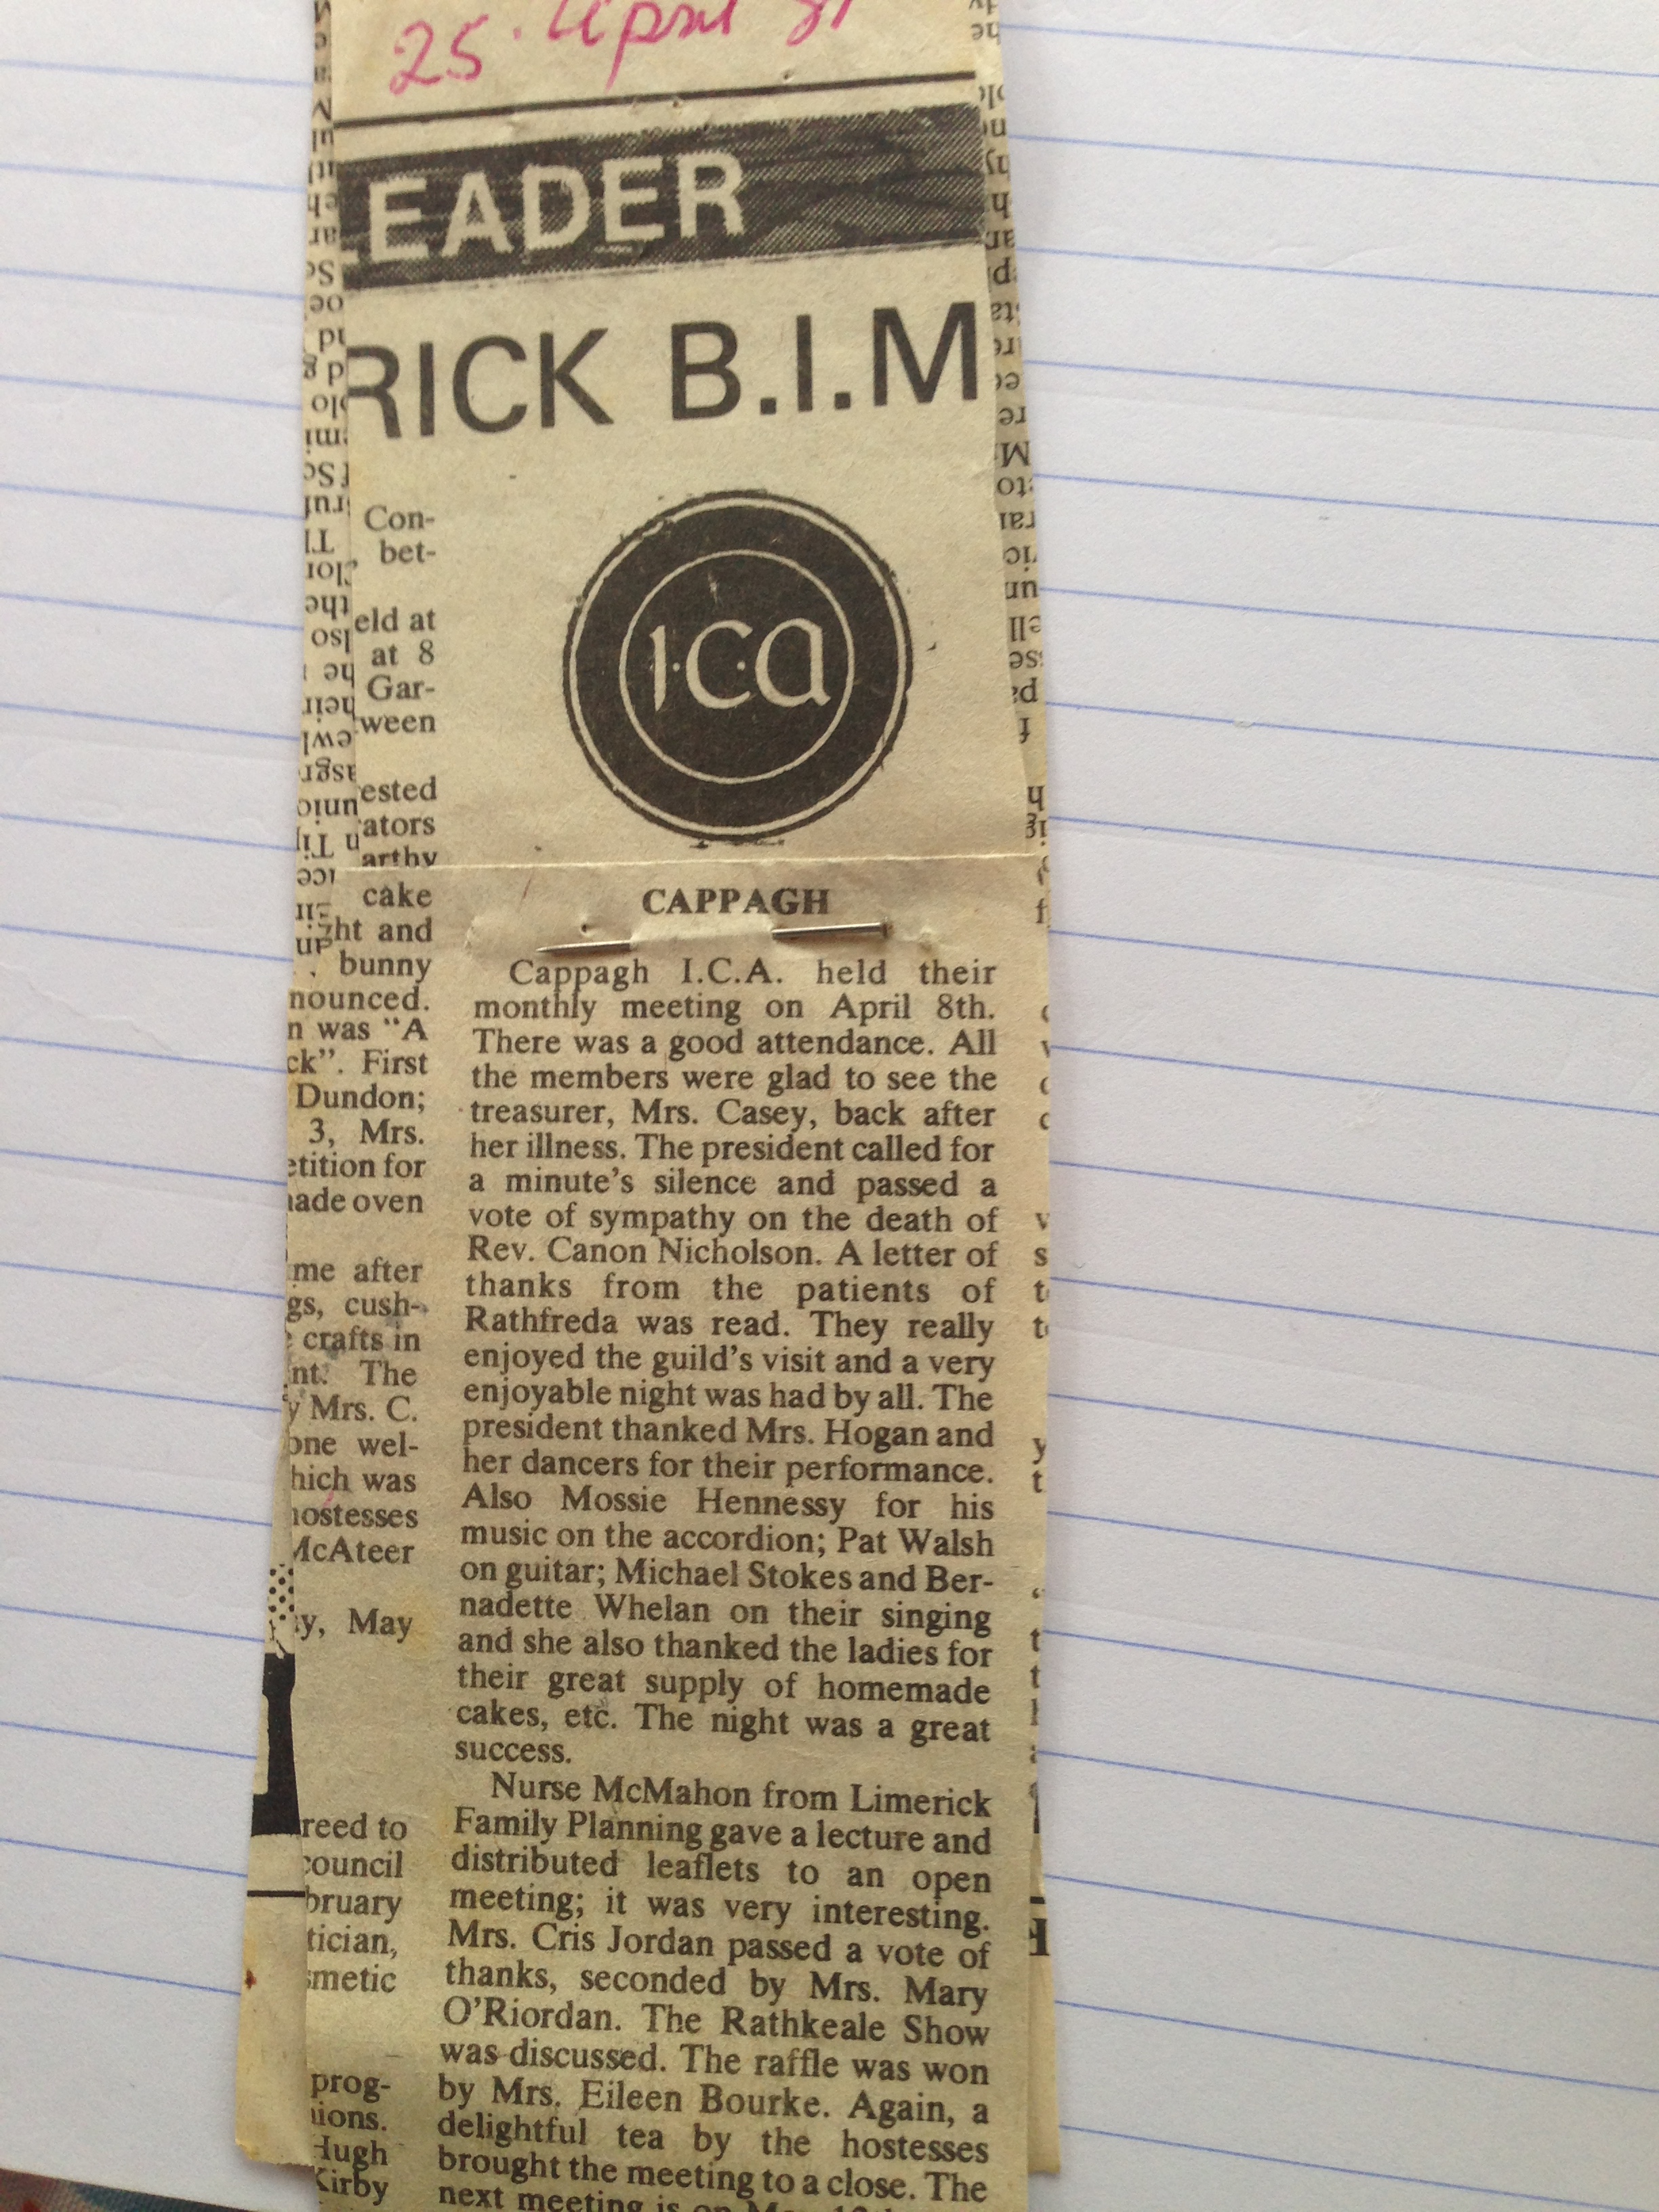 25. April 81
EADER
RICK B.I.M
Con-
bet-
eld at
at 8
Gar-
ween
ested
ators
arthy
I.C.A
cake
ght and
bunny
nounced.
n was "A
ck". First
Dundon;
3, Mrs.
etition for
ade oven
me after
gs, cush-
crafts in
nt. The
y Mrs. C.
one wel-
hich was
hostesses
McAteer
y, May
reed to
council
bruary
tician,
smetic
prog-
ions.
Hugh
Kirby
CAPPAGH
Cappagh I.C.A. held their
monthly meeting on April 8th.
There was a good attendance. All
the members were glad to see the
treasurer, Mrs. Casey, back after
her illness. The president called for
a minute's silence and passed a
vote of sympathy on the death of
Rev. Canon Nicholson. A letter of
thanks from the patients of
Rathfreda was read. They really
enjoyed the guild's visit and a very
enjoyable night was had by all. The
president thanked Mrs. Hogan and
her dancers for their performance.
Also Mossie Hennessy for his
music on the accordion; Pat Walsh
on guitar; Michael Stokes and Ber-
nadette Whelan on their singing
and she also thanked the ladies for
their great supply of homemade
cakes, etc. The night was a great
success.
Nurse McMahon from Limerick
Family Planning gave a lecture and
distributed leaflets to an open
meeting; it was very interesting.
Mrs. Cris Jordan passed a vote of
thanks, seconded by Mrs. Mary
O'Riordan. The Rathkeale Show
was discussed. The raffle was won
by Mrs. Eileen Bourke. Again, a
delightful tea by the hostesses
brought the meeting to a close. The
next meeting is on